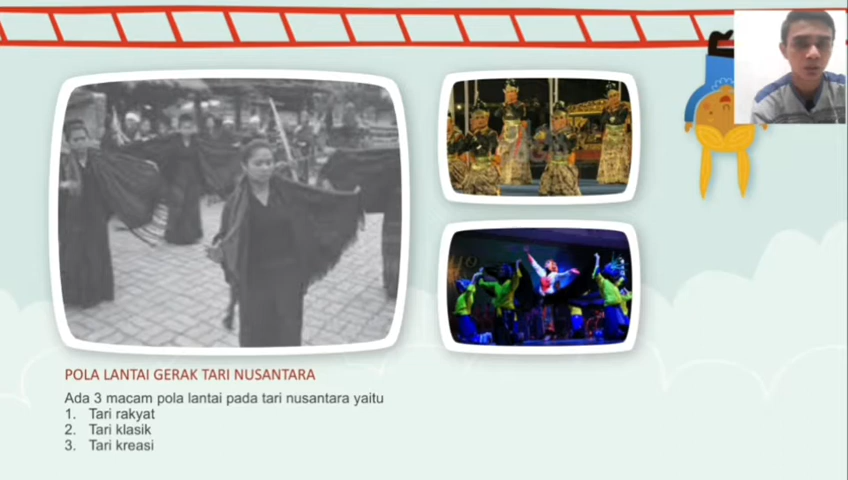 POLA LANTAI GERAK TARI NUSANTARA
Ada 3 macam pola lantai pada tari nusantara yaitu
1. Tari rakyat
2. Tari klasik
3. Tari kreasi